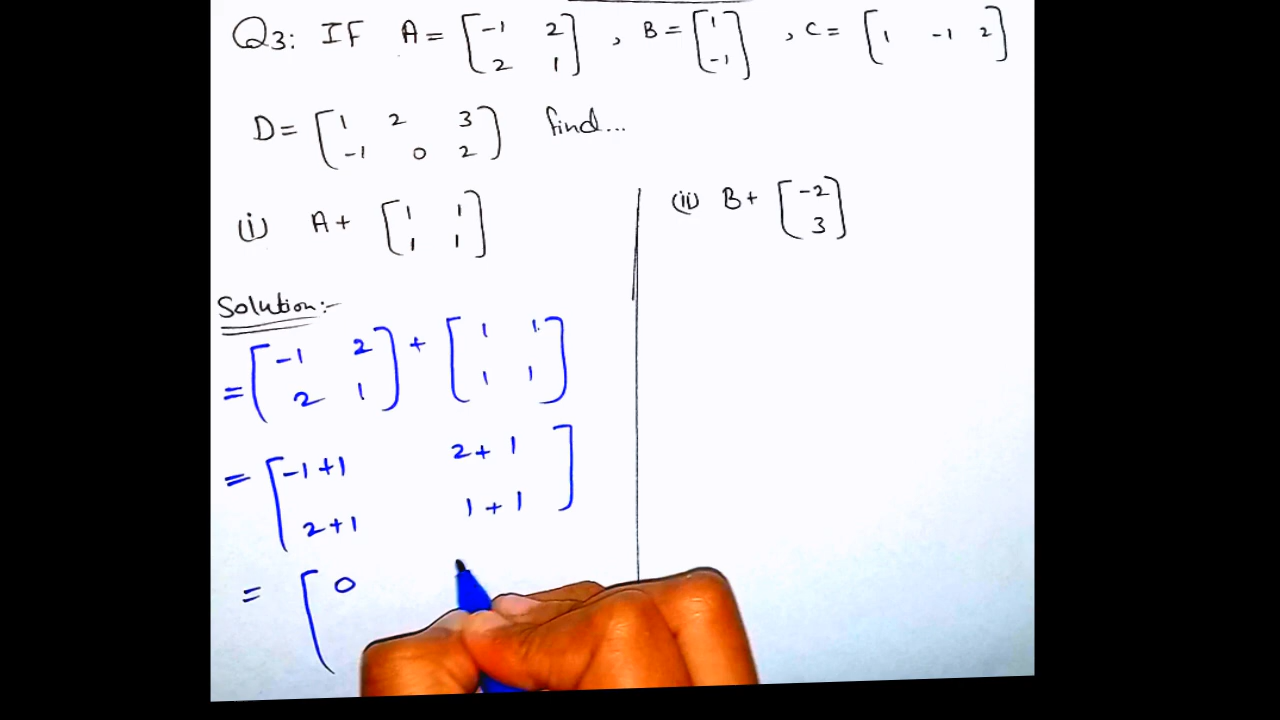 Q3: IF A = [-1 2 2 1], B = [1 -1], C = [1 -1 2]
D = [1 2 3 -1 0 2] find...
(i) A + [1 1 1 1]
(ii) B + [-2 3]
Solution:-
= [-1 2 2 1] + [1 1 1 1]
= [-1+1 2+1 2+1 1+1]
= [0